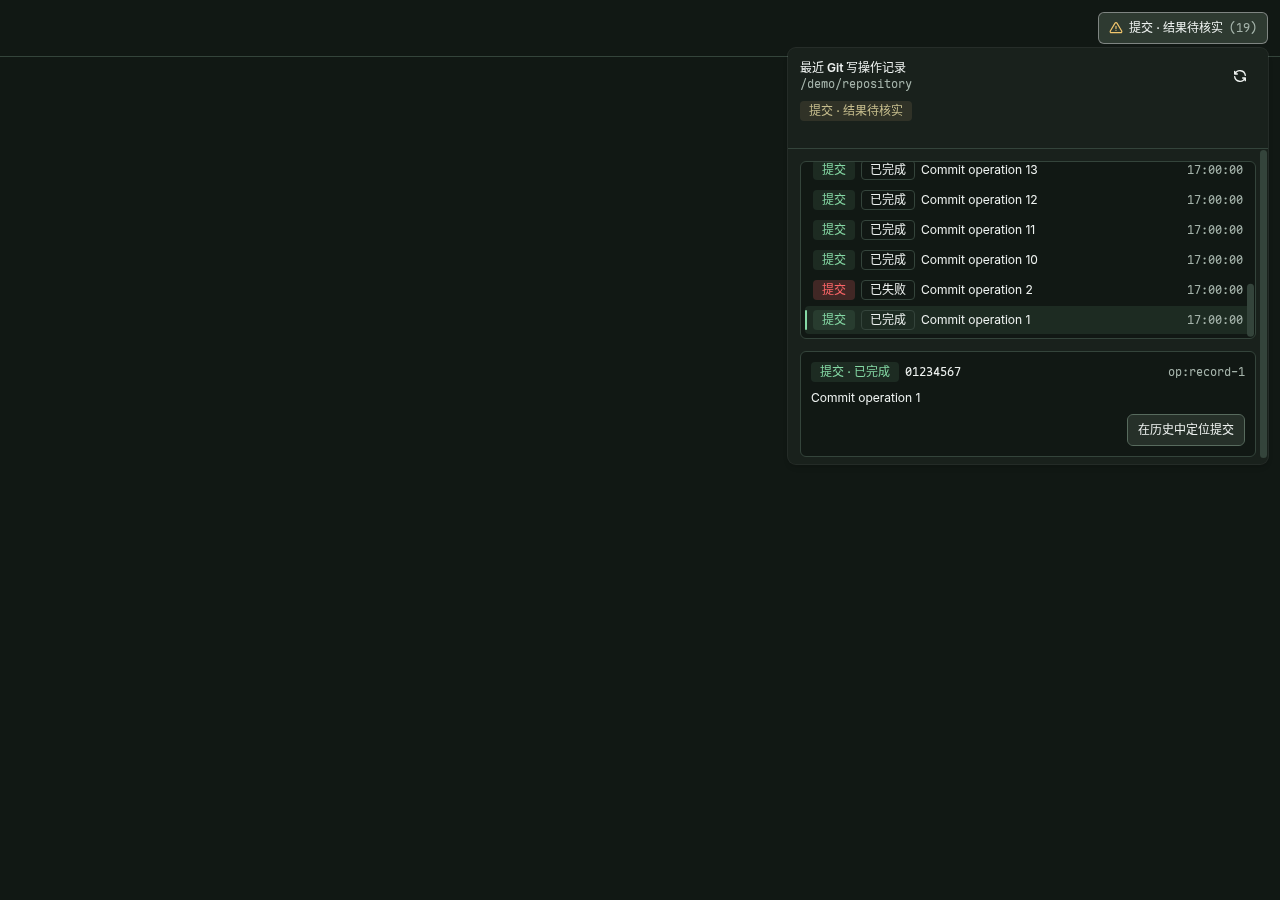 提交 · 结果待核实 (19)
最近 Git 写操作记录
/demo/repository
提交 · 结果待核实
提交 已完成 Commit operation 13 17:00:00
提交 已完成 Commit operation 12 17:00:00
提交 已完成 Commit operation 11 17:00:00
提交 已完成 Commit operation 10 17:00:00
提交 已失败 Commit operation 2 17:00:00
提交 已完成 Commit operation 1 17:00:00
提交 · 已完成 01234567 op:record-1
Commit operation 1
在历史中定位提交